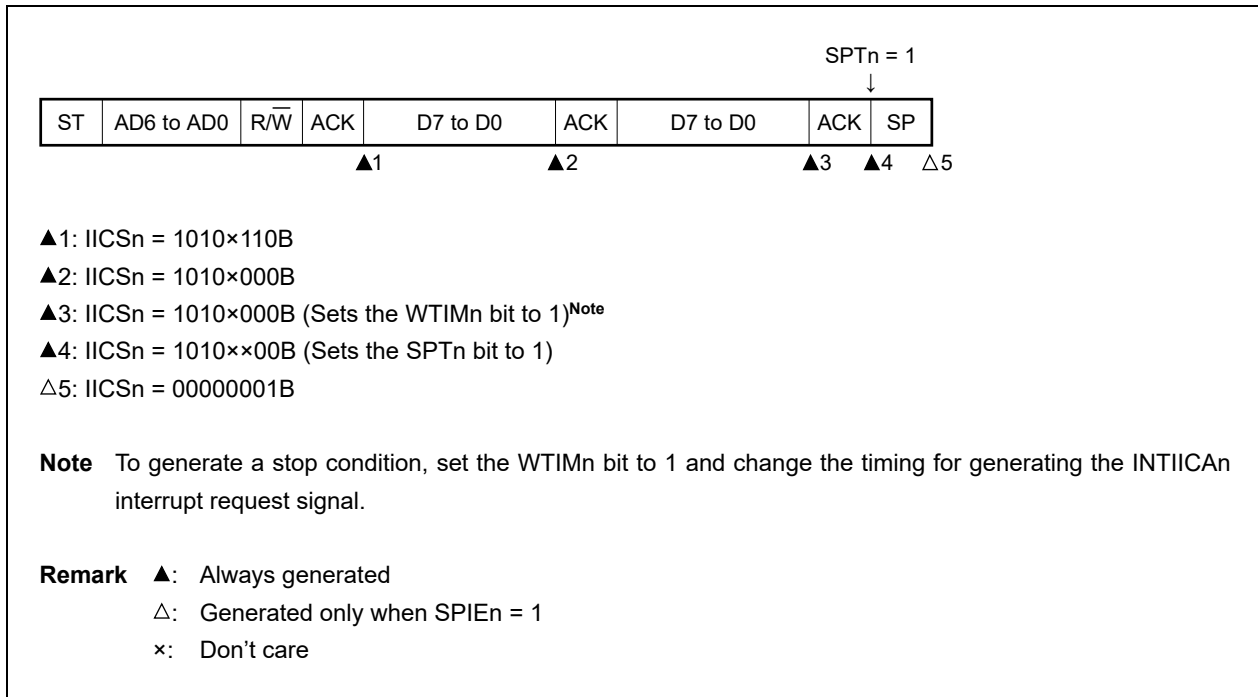 SPTn = 1
↓
ST AD6 to AD0 R/W̅ ACK D7 to D0 ACK D7 to D0 ACK SP
▲1 ▲2 ▲3 ▲4 △5
▲1: IICSn = 1010×110B
▲2: IICSn = 1010×000B
▲3: IICSn = 1010×000B (Sets the WTIMn bit to 1)Note
▲4: IICSn = 1010××00B (Sets the SPTn bit to 1)
△5: IICSn = 00000001B
Note To generate a stop condition, set the WTIMn bit to 1 and change the timing for generating the INTIICAn
interrupt request signal.
Remark ▲: Always generated
△: Generated only when SPIEn = 1
×: Don’t care